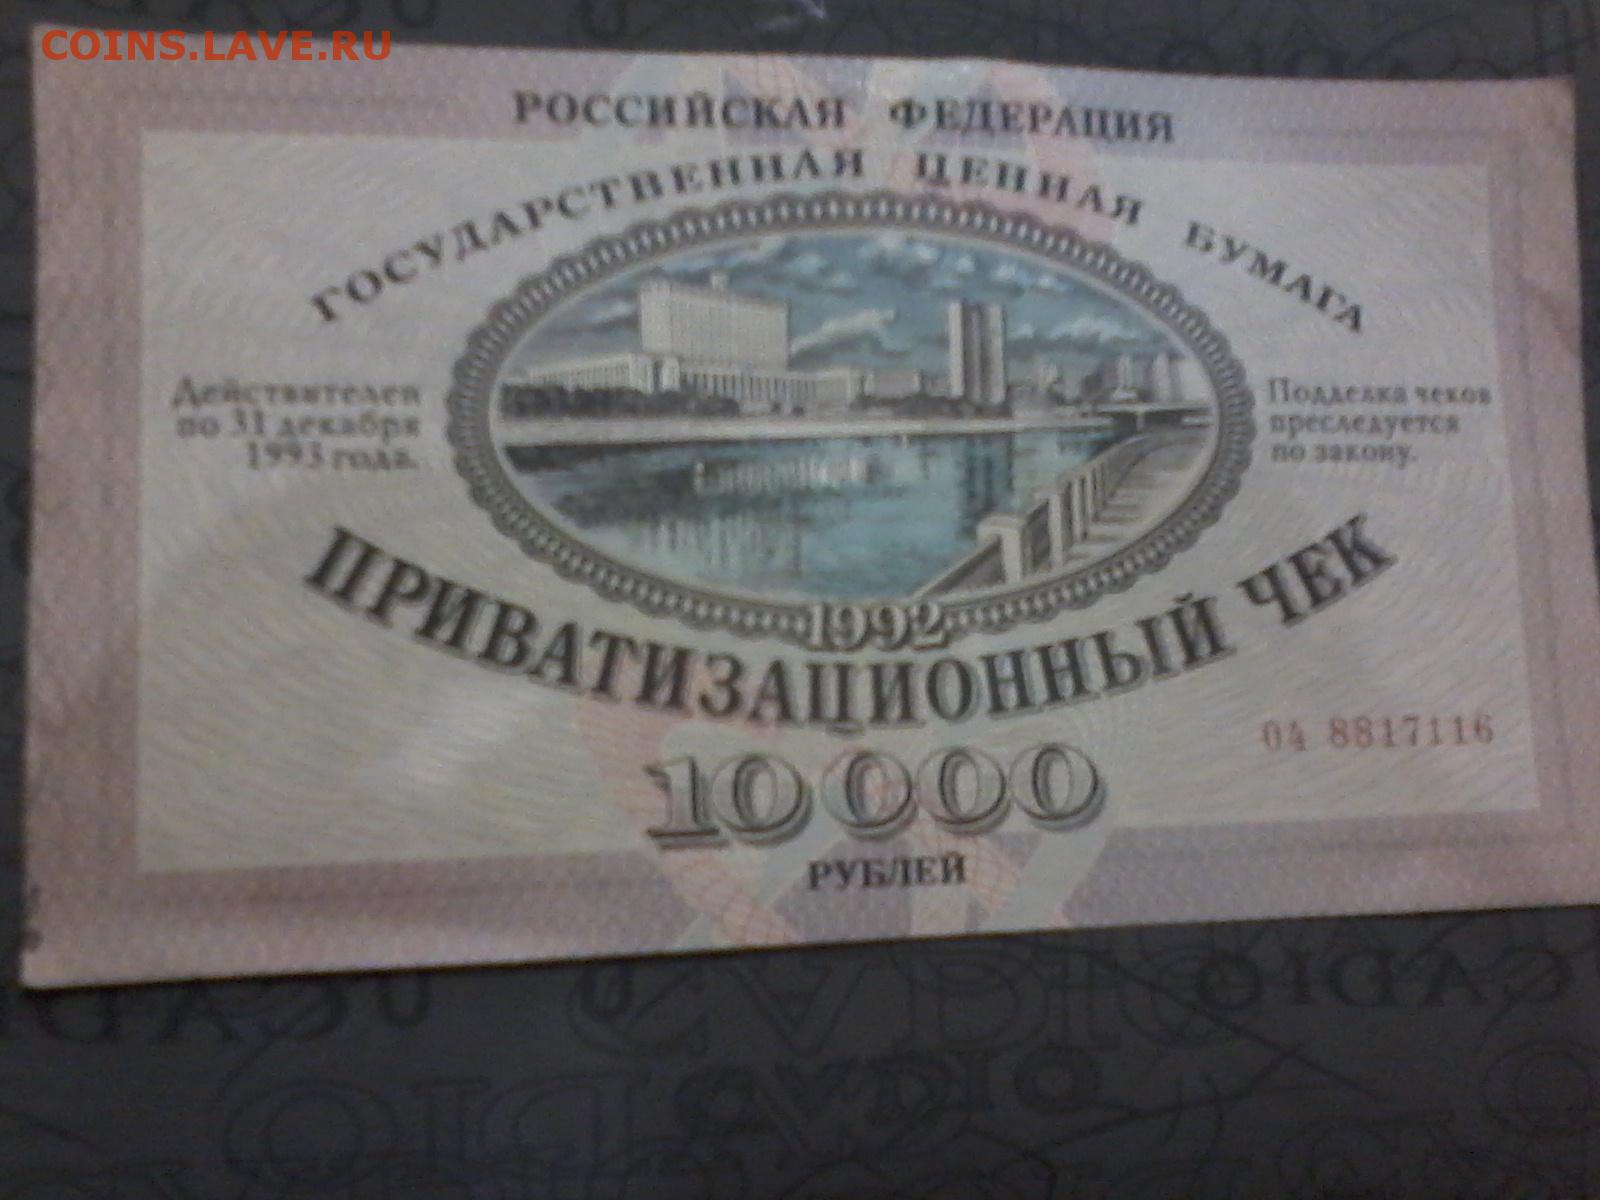 COINS.LAVE.RU
РОССИЙСКАЯ ФЕДЕРАЦИЯ
ГОСУДАРСТВЕННАЯ ЦЕННАЯ БУМАГА
Действителен
по 31 декабря
1993 года.
Подделка чеков
преследуется
по закону.
1992
ПРИВАТИЗАЦИОННЫЙ ЧЕК
04 8817116
10 000
РУБЛЕЙ